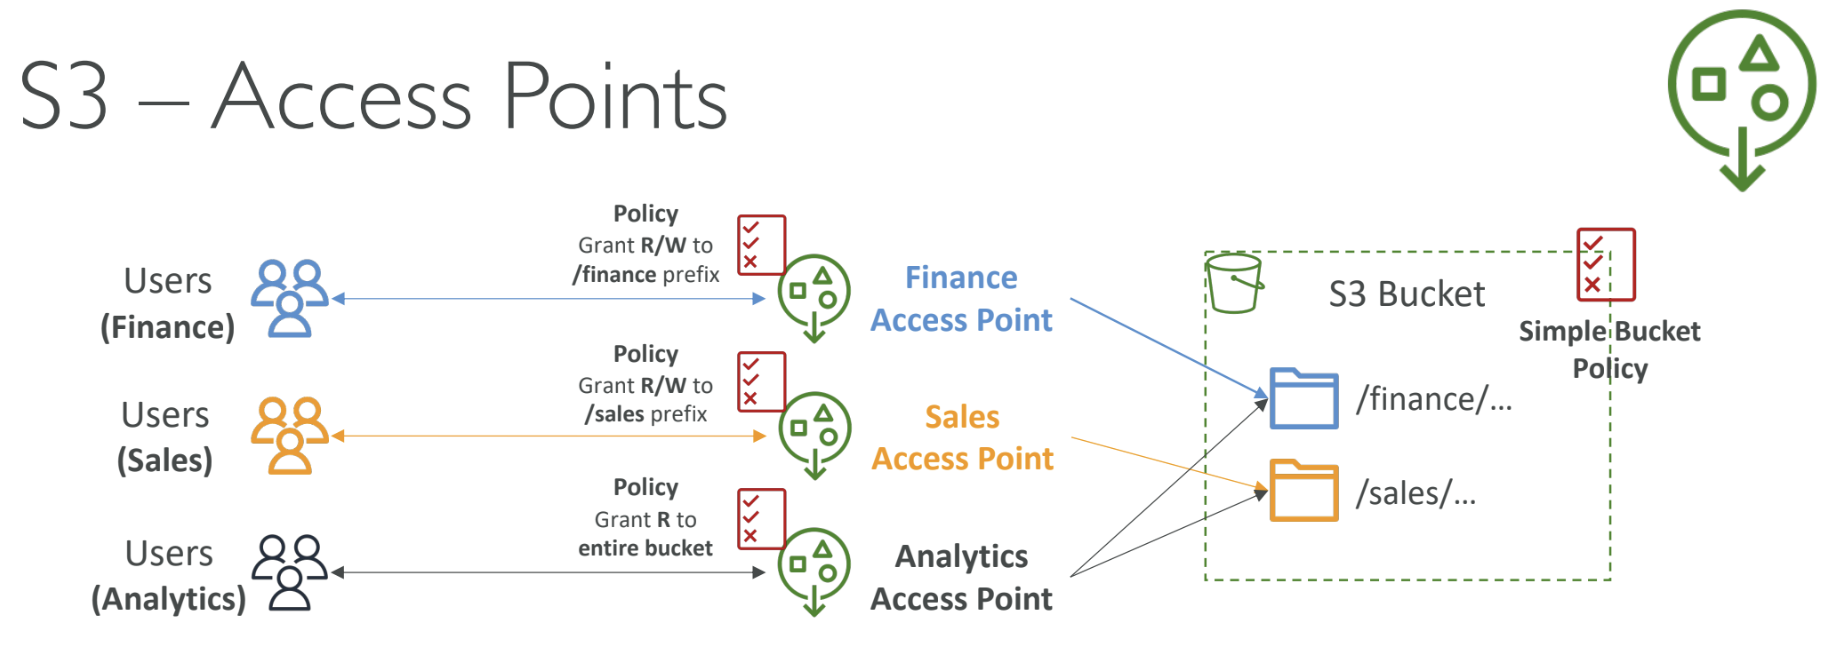 S3 – Access Points
Policy
Grant R/W to
/finance prefix
Users
(Finance)
Finance
Access Point
S3 Bucket
Simple Bucket
Policy
Policy
Grant R/W to
/sales prefix
Users
(Sales)
Sales
Access Point
/finance/...
/sales/...
Policy
Grant R to
entire bucket
Users
(Analytics)
Analytics
Access Point